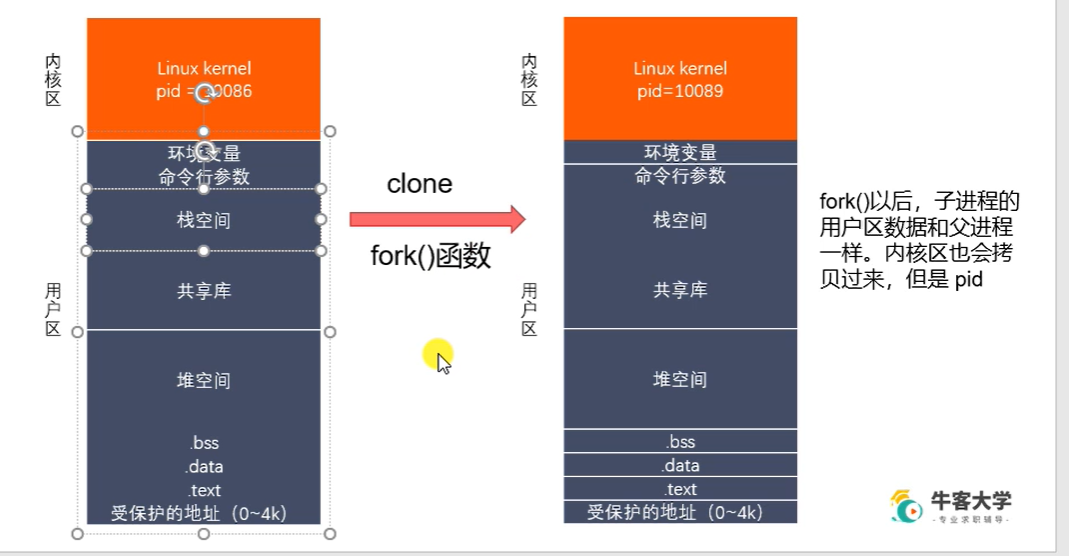 内核区
Linux kernel
pid = 10086
用户区
环境变量
命令行参数
栈空间
共享库
堆空间
.bss
.data
.text
受保护的地址（0~4k）
clone
fork()函数
内核区
Linux kernel
pid=10089
用户区
环境变量
命令行参数
栈空间
共享库
堆空间
.bss
.data
.text
受保护的地址（0~4k）
fork()以后，子进程的
用户区数据和父进程
一样。内核区也会拷
贝过来，但是 pid
牛客大学
-专业求职辅导-